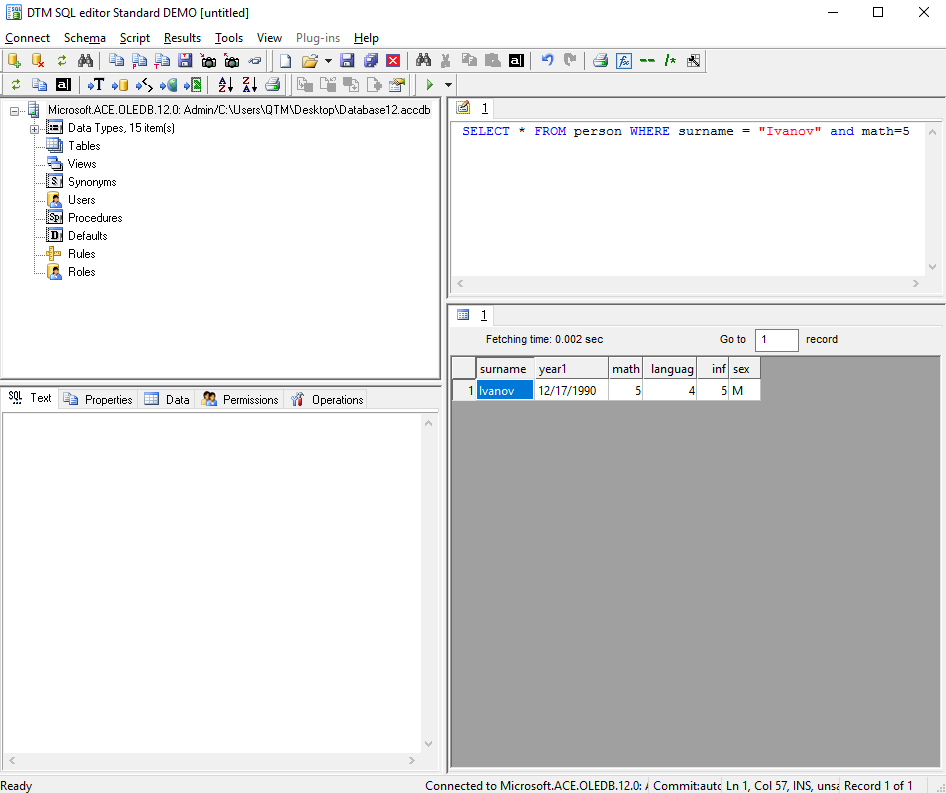 DTM SQL editor Standard DEMO [untitled]
Connect Schema Script Results Tools View Plug-ins Help
Microsoft.ACE.OLEDB.12.0: Admin/C:\Users\QTM\Desktop\Database12.accdb
Data Types, 15 item(s)
Tables
Views
Synonyms
Users
Procedures
Defaults
Rules
Roles
1
SELECT * FROM person WHERE surname = "Ivanov" and math=5
1
Fetching time: 0.002 sec Go to 1 record
surname year1 math languag inf sex
1 Ivanov 12/17/1990 5 4 5 M
SQL Text Properties Data Permissions Operations
Ready Connected to Microsoft.ACE.OLEDB.12.0: Commit:auto Ln 1, Col 57, INS, unsa Record 1 of 1